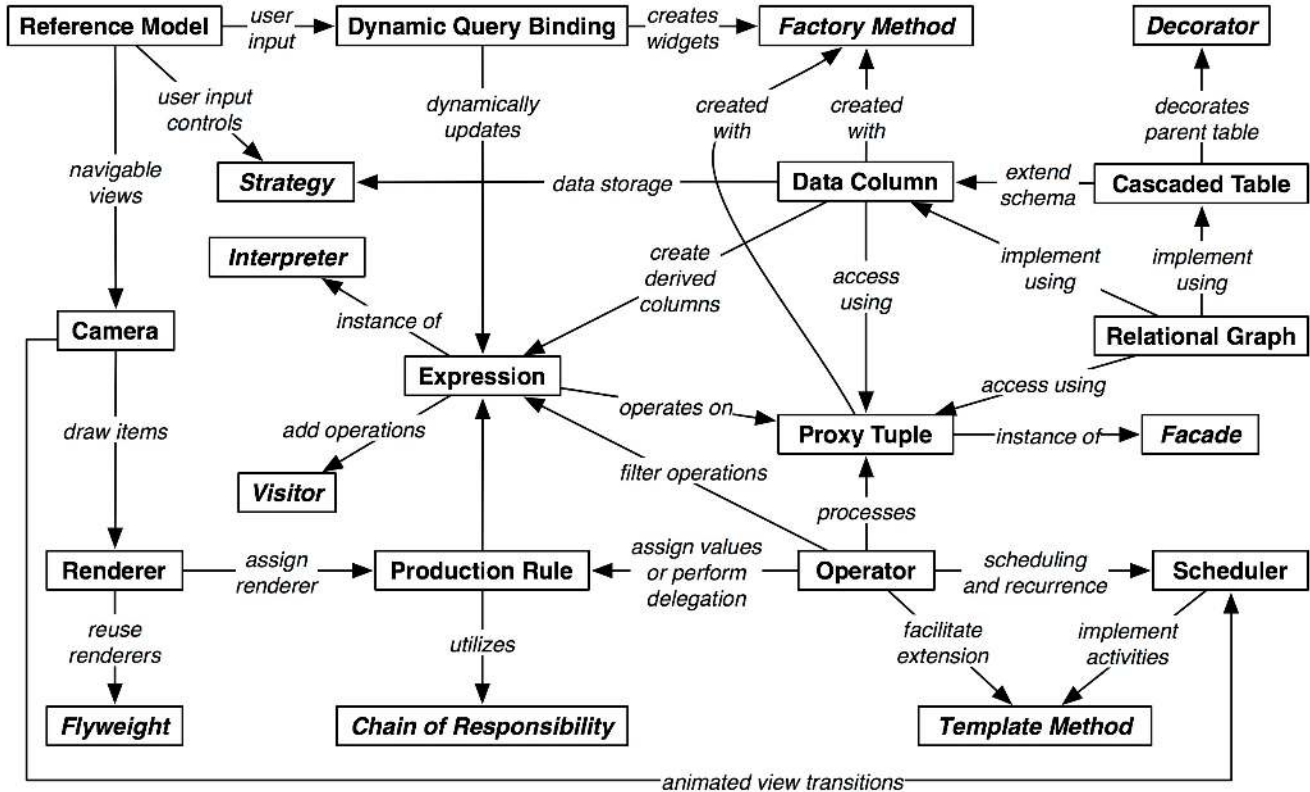 Reference Model
user
input
Dynamic Query Binding
creates
widgets
Factory Method
Decorator
user input
controls
dynamically
updates
created
with
created
with
decorates
parent table
navigable
views
Strategy
data storage
Data Column
extend
schema
Cascaded Table
Interpreter
create
derived
columns
access
using
implement
using
implement
using
instance of
Camera
Relational Graph
Expression
access using
operates on
draw items
add operations
Proxy Tuple
instance of
Facade
filter operations
Visitor
processes
Renderer
assign
renderer
Production Rule
assign values
or perform
delegation
Operator
scheduling
and recurrence
Scheduler
reuse
renderers
utilizes
facilitate
extension
implement
activities
Flyweight
Chain of Responsibility
Template Method
animated view transitions